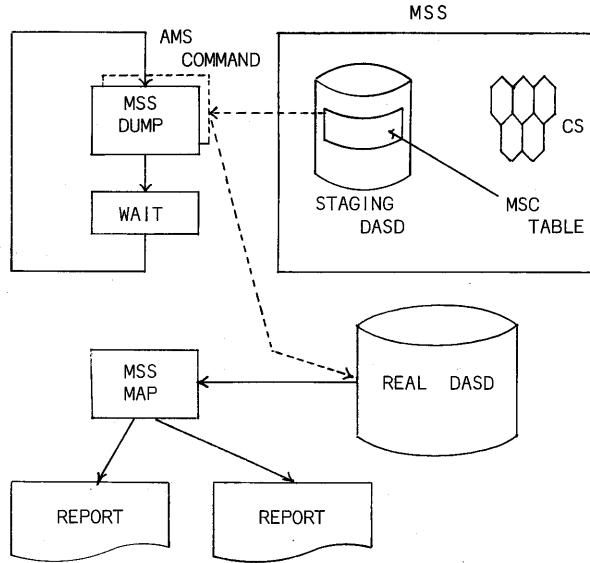 MSS
AMS
COMMAND
MSS
DUMP
WAIT
STAGING
DASD
CS
MSC
TABLE
MSS
MAP
REAL DASD
REPORT
REPORT